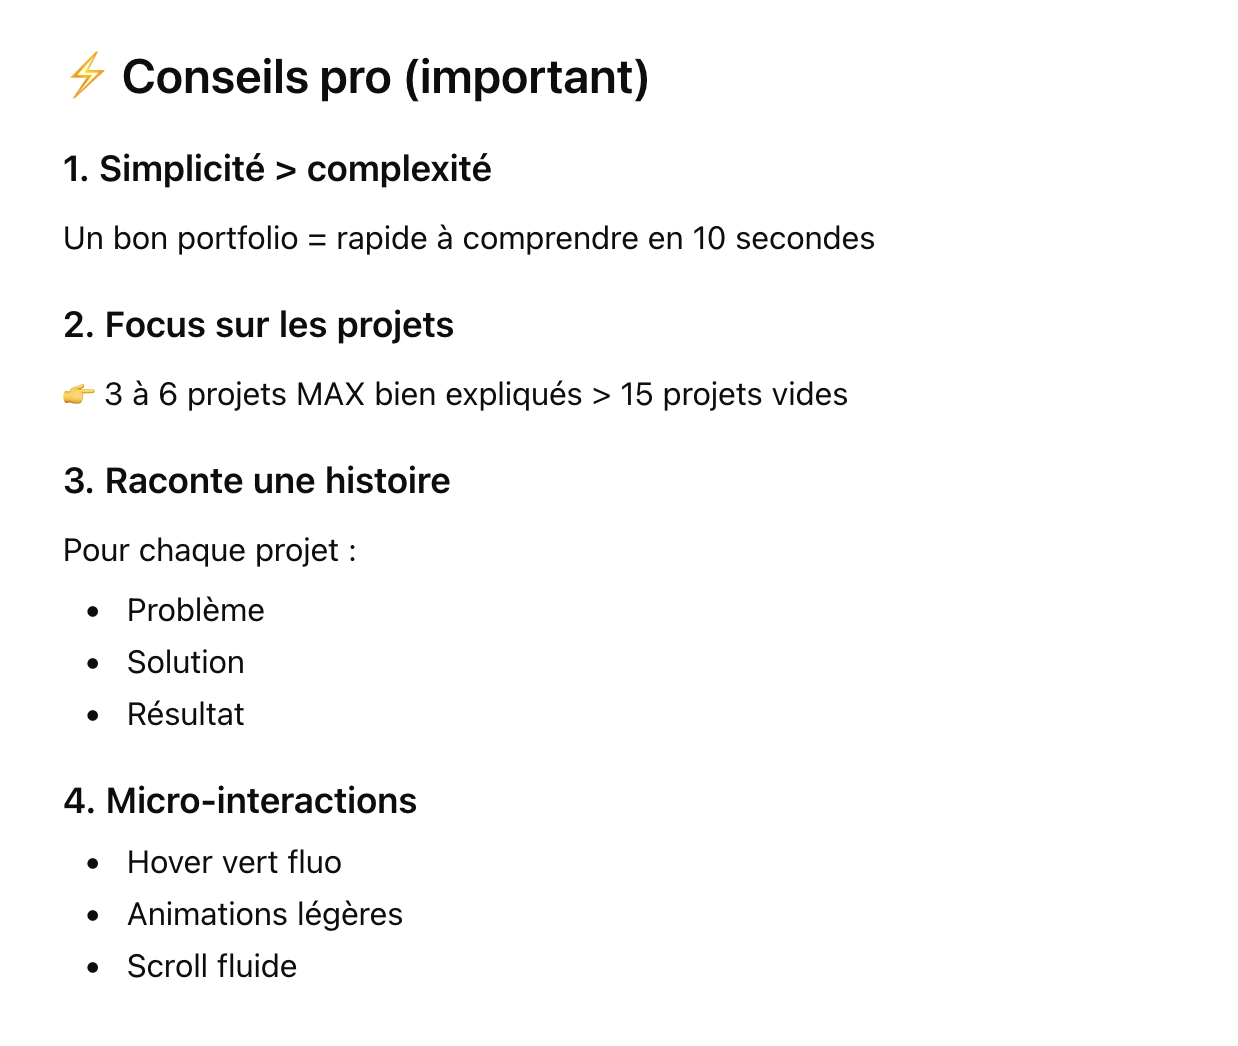 ⚡ Conseils pro (important)
1. Simplicité > complexité
Un bon portfolio = rapide à comprendre en 10 secondes
2. Focus sur les projets
👉 3 à 6 projets MAX bien expliqués > 15 projets vides
3. Raconte une histoire
Pour chaque projet :
• Problème
• Solution
• Résultat
4. Micro-interactions
• Hover vert fluo
• Animations légères
• Scroll fluide